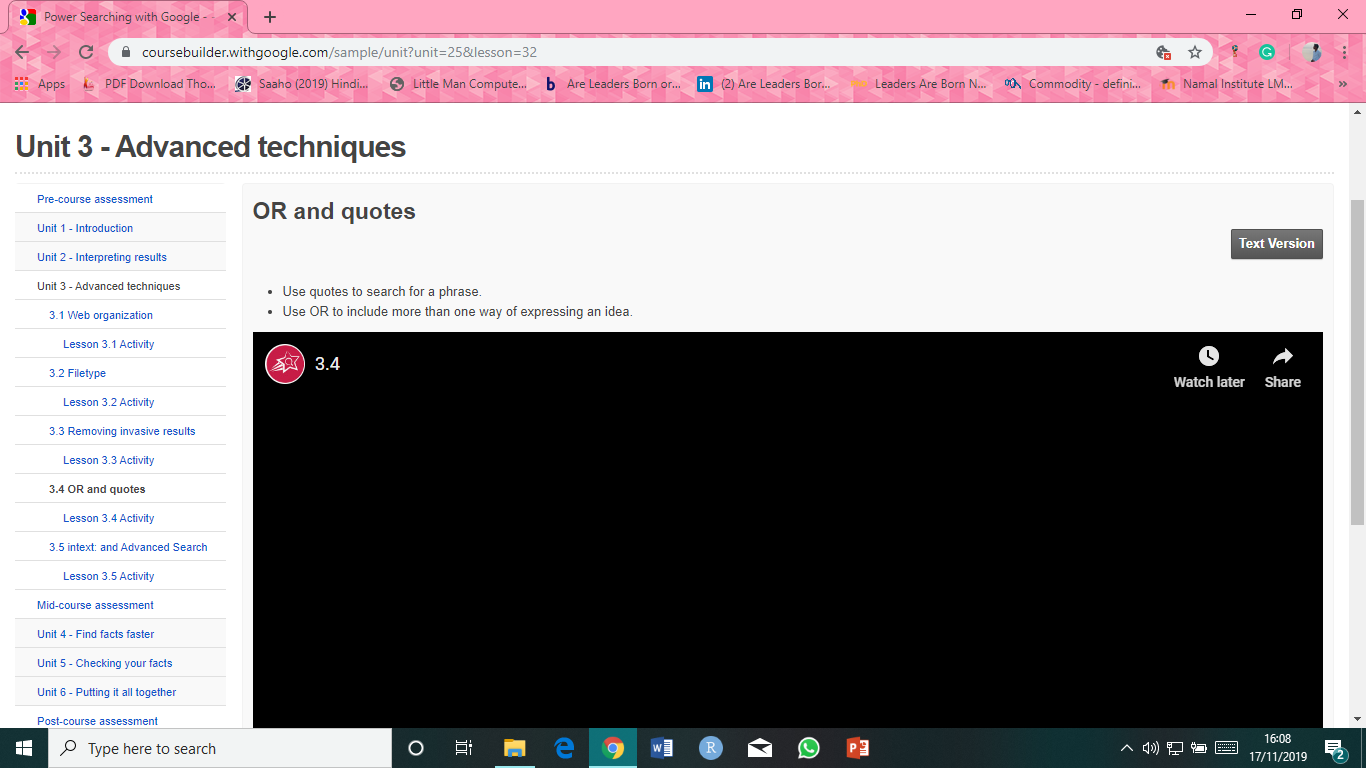 Power Searching with Google -
coursebuilder.withgoogle.com/sample/unit?unit=25&lesson=32
Apps PDF Download Tho... Saaho (2019) Hindi... Little Man Compute... Are Leaders Born or... (2) Are Leaders Bor... Leaders Are Born N... Commodity - defini... Namal Institute LM... »
Unit 3 - Advanced techniques
Pre-course assessment
Unit 1 - Introduction
Unit 2 - Interpreting results
Unit 3 - Advanced techniques
3.1 Web organization
Lesson 3.1 Activity
3.2 Filetype
Lesson 3.2 Activity
3.3 Removing invasive results
Lesson 3.3 Activity
3.4 OR and quotes
Lesson 3.4 Activity
3.5 intext: and Advanced Search
Lesson 3.5 Activity
Mid-course assessment
Unit 4 - Find facts faster
Unit 5 - Checking your facts
Unit 6 - Putting it all together
Post-course assessment
OR and quotes
Text Version
• Use quotes to search for a phrase.
• Use OR to include more than one way of expressing an idea.
3.4
Watch later Share
Type here to search
16:08
17/11/2019
2